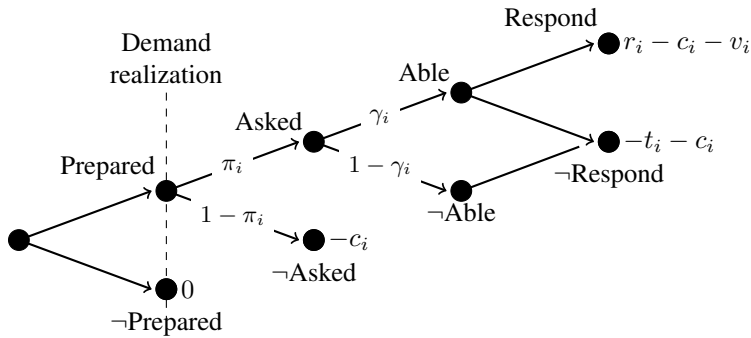 Demand
realization
Respond
r_i − c_i − v_i
Able
γ_i
Asked
−t_i − c_i
Prepared
π_i
1 − γ_i
¬Respond
1 − π_i
¬Able
−c_i
¬Asked
0
¬Prepared